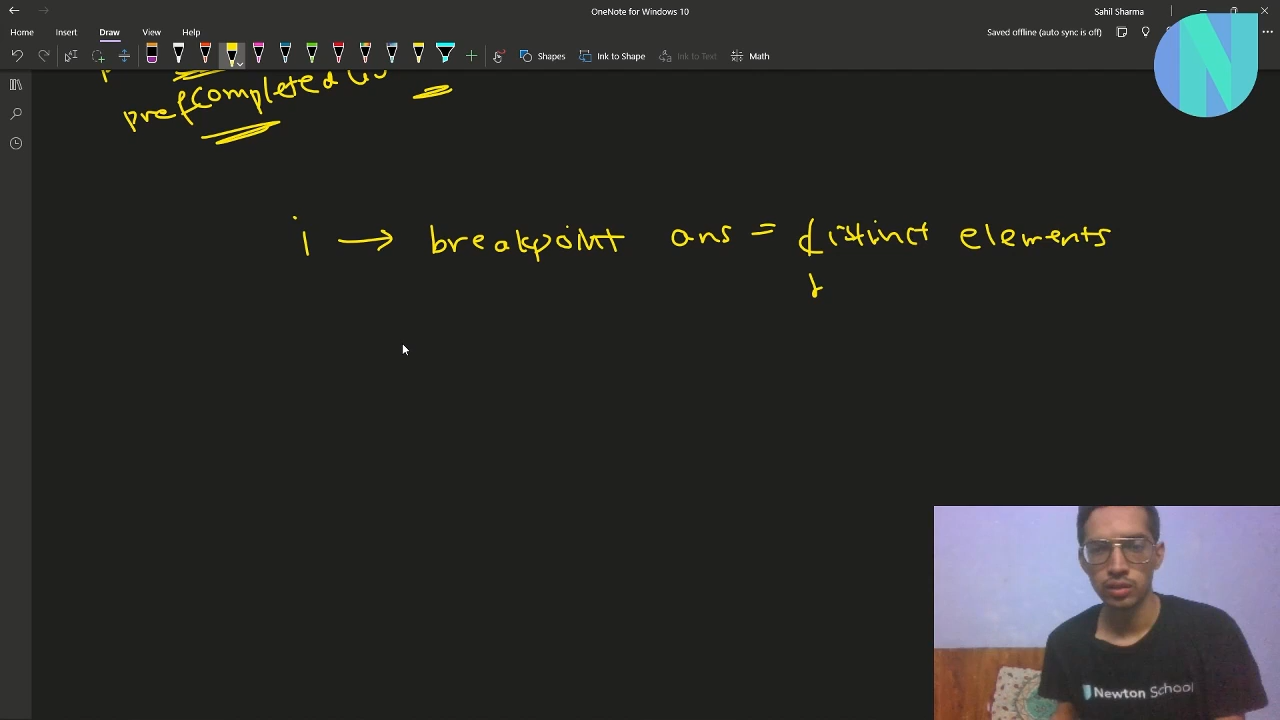 OneNote for Windows 10
Sahil Sharma
Home Insert Draw View Help
Saved offline (auto sync is off)
Shapes Ink to Shape Ink to Text Math
prefCompleted
i → breakpoint ans = distinct elements
Newton School